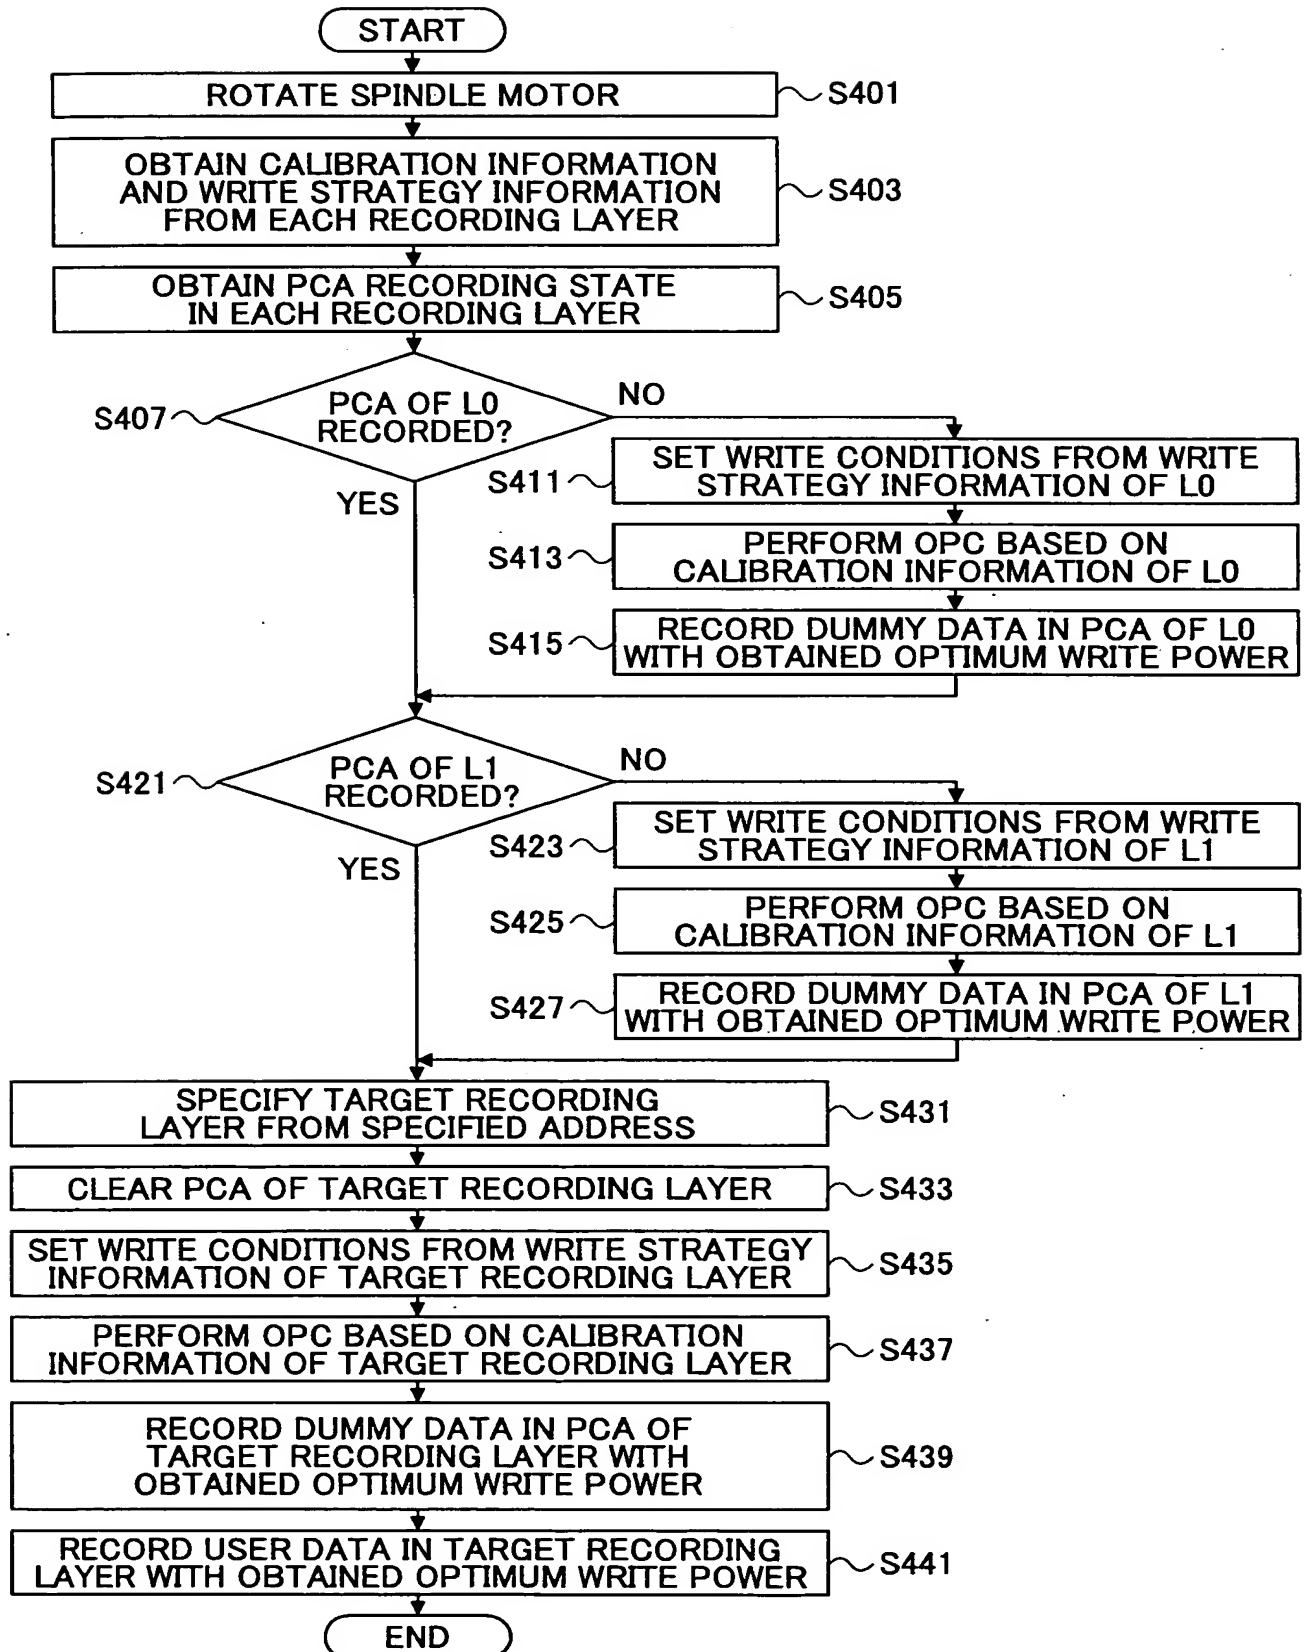 START
ROTATE SPINDLE MOTOR
S401
OBTAIN CALIBRATION INFORMATION
AND WRITE STRATEGY INFORMATION
FROM EACH RECORDING LAYER
S403
OBTAIN PCA RECORDING STATE
IN EACH RECORDING LAYER
S405
S407
PCA OF L0
RECORDED?
NO
YES
S411
SET WRITE CONDITIONS FROM WRITE
STRATEGY INFORMATION OF L0
S413
PERFORM OPC BASED ON
CALIBRATION INFORMATION OF L0
S415
RECORD DUMMY DATA IN PCA OF L0
WITH OBTAINED OPTIMUM WRITE POWER
S421
PCA OF L1
RECORDED?
NO
YES
S423
SET WRITE CONDITIONS FROM WRITE
STRATEGY INFORMATION OF L1
S425
PERFORM OPC BASED ON
CALIBRATION INFORMATION OF L1
S427
RECORD DUMMY DATA IN PCA OF L1
WITH OBTAINED OPTIMUM WRITE POWER
SPECIFY TARGET RECORDING
LAYER FROM SPECIFIED ADDRESS
S431
CLEAR PCA OF TARGET RECORDING LAYER
S433
SET WRITE CONDITIONS FROM WRITE STRATEGY
INFORMATION OF TARGET RECORDING LAYER
S435
PERFORM OPC BASED ON CALIBRATION
INFORMATION OF TARGET RECORDING LAYER
S437
RECORD DUMMY DATA IN PCA OF
TARGET RECORDING LAYER WITH
OBTAINED OPTIMUM WRITE POWER
S439
RECORD USER DATA IN TARGET RECORDING
LAYER WITH OBTAINED OPTIMUM WRITE POWER
S441
END